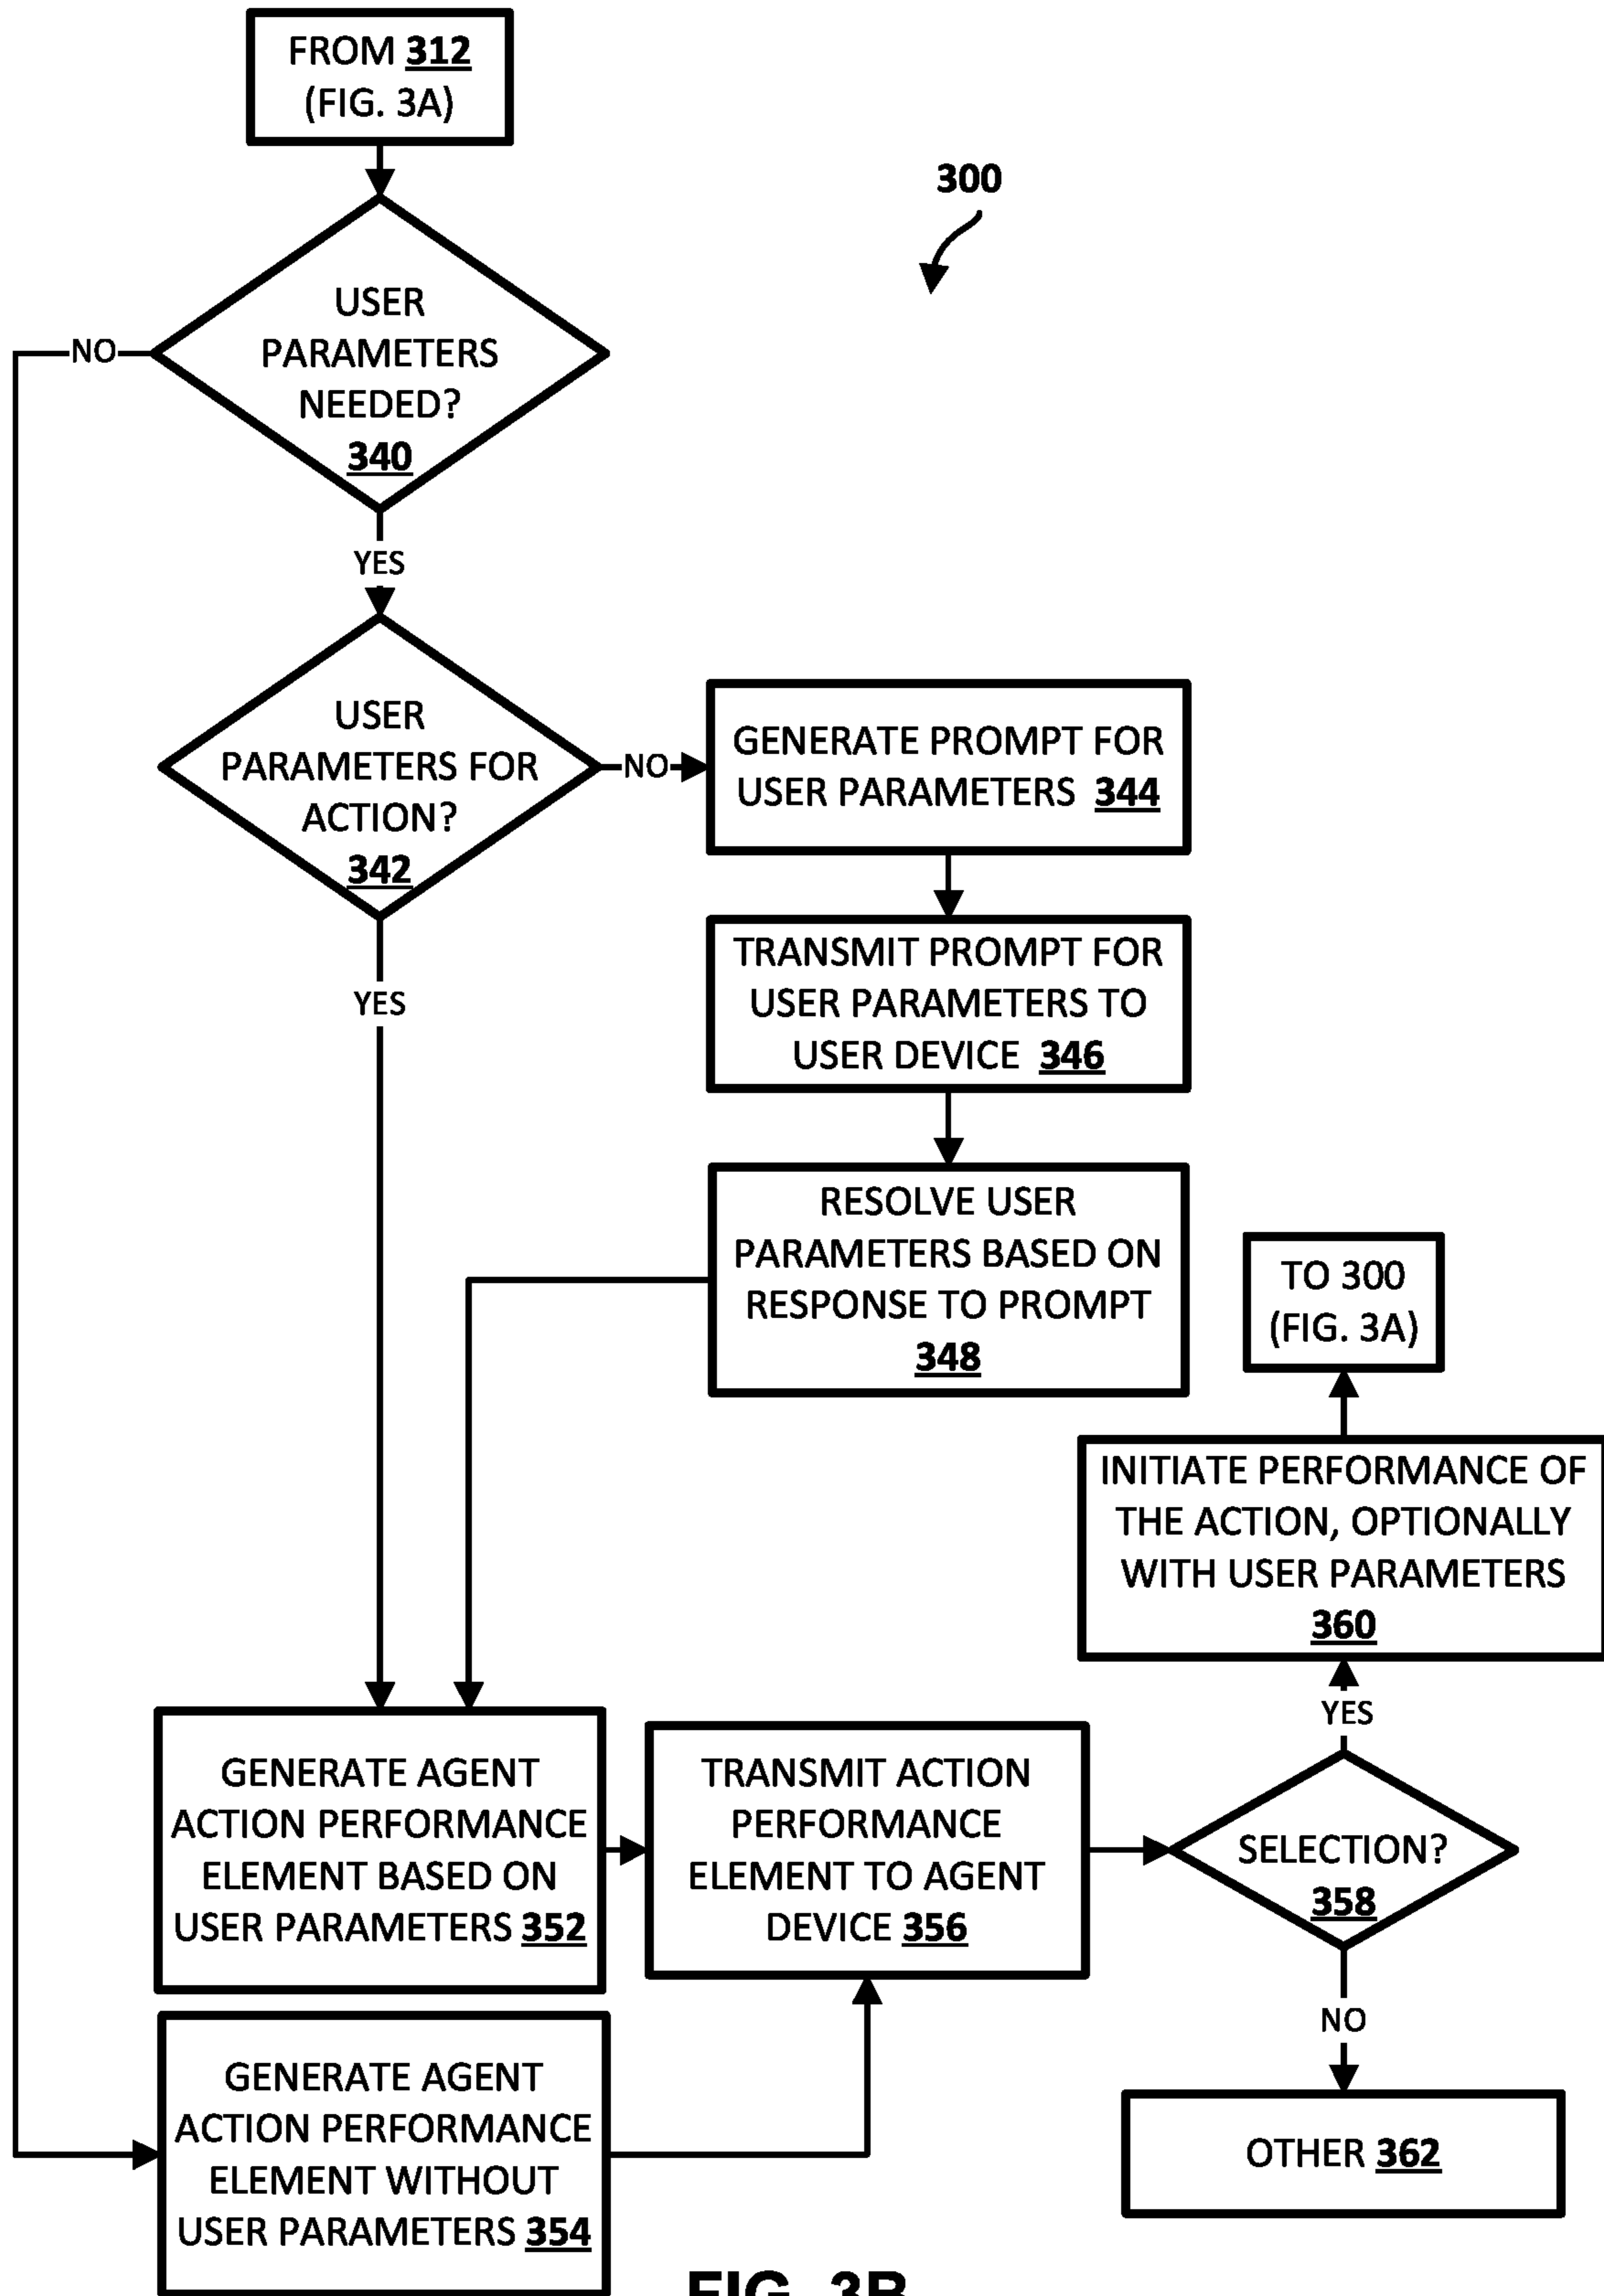 FROM 312
(FIG. 3A)
300
USER
PARAMETERS
NEEDED?
340
NO
YES
USER
PARAMETERS FOR
ACTION?
342
NO
YES
GENERATE PROMPT FOR
USER PARAMETERS 344
TRANSMIT PROMPT FOR
USER PARAMETERS TO
USER DEVICE 346
RESOLVE USER
PARAMETERS BASED ON
RESPONSE TO PROMPT
348
TO 300
(FIG. 3A)
INITIATE PERFORMANCE OF
THE ACTION, OPTIONALLY
WITH USER PARAMETERS
360
YES
GENERATE AGENT
ACTION PERFORMANCE
ELEMENT BASED ON
USER PARAMETERS 352
TRANSMIT ACTION
PERFORMANCE
ELEMENT TO AGENT
DEVICE 356
SELECTION?
358
NO
GENERATE AGENT
ACTION PERFORMANCE
ELEMENT WITHOUT
USER PARAMETERS 354
OTHER 362
FIG. 3B